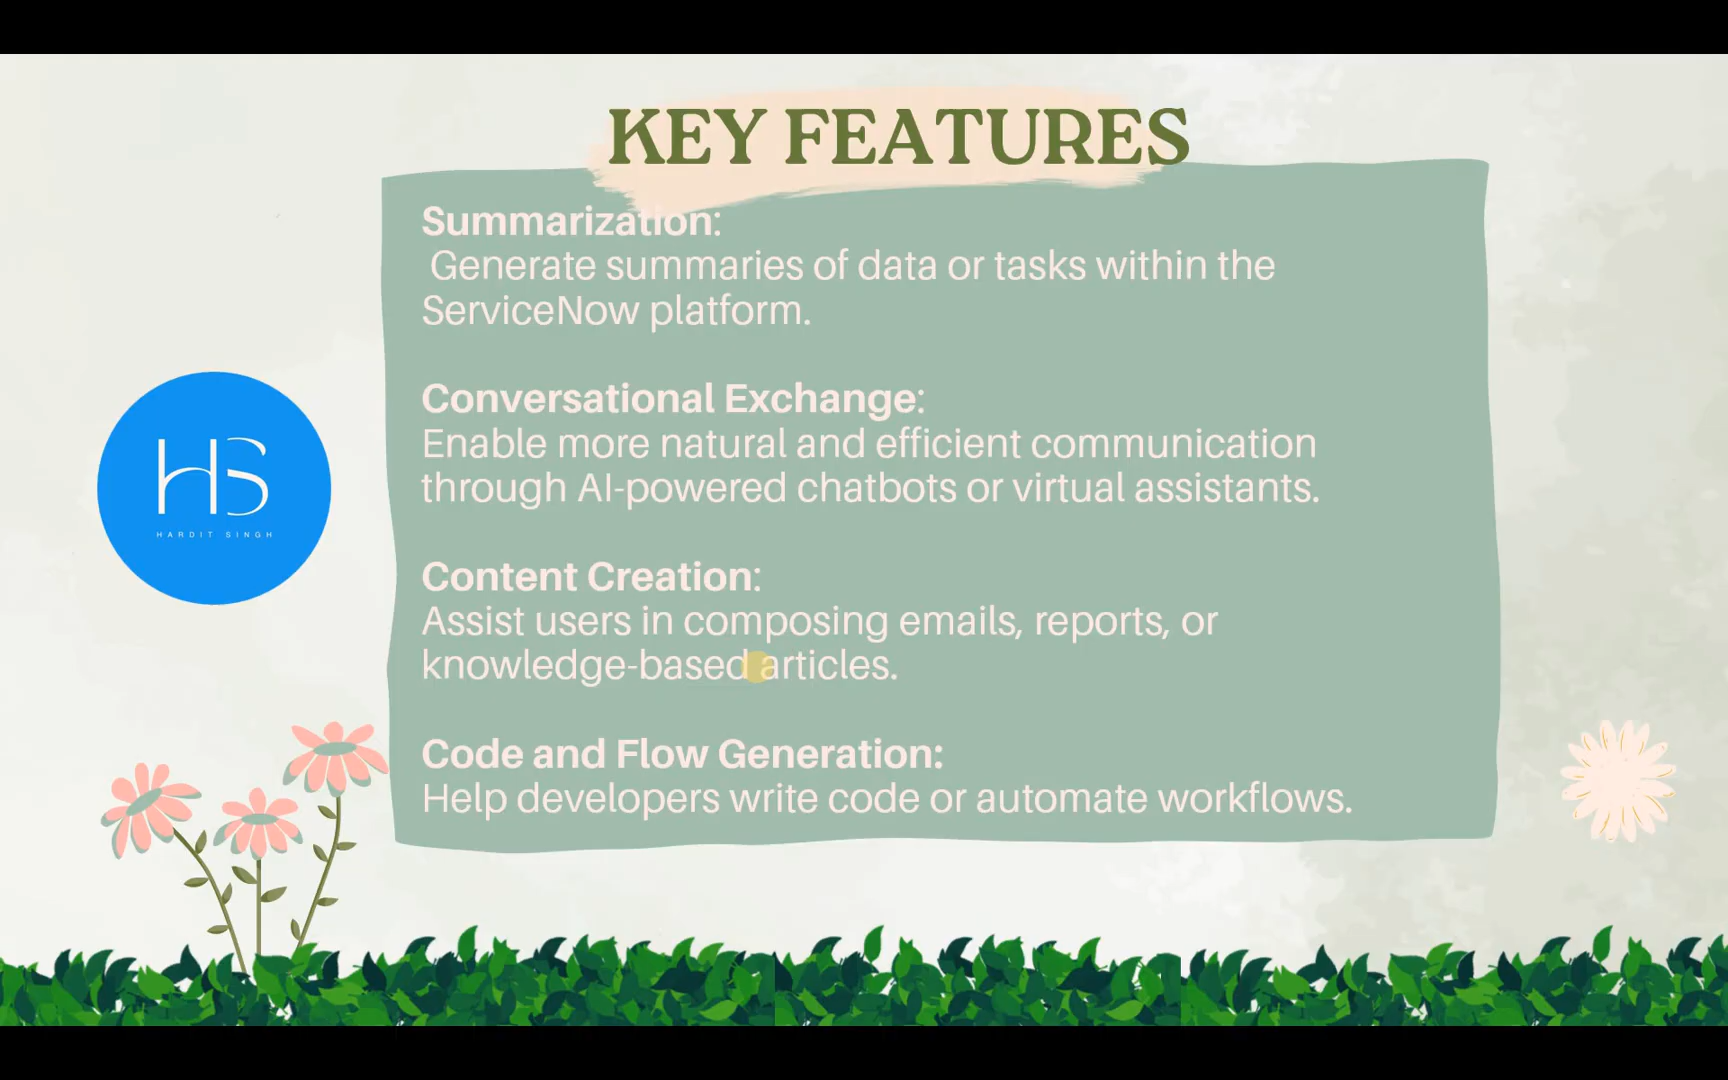 KEY FEATURES
Summarization:
Generate summaries of data or tasks within the
ServiceNow platform.
Conversational Exchange:
Enable more natural and efficient communication
through AI-powered chatbots or virtual assistants.
Content Creation:
Assist users in composing emails, reports, or
knowledge-based articles.
Code and Flow Generation:
Help developers write code or automate workflows.
HS
HARDIT SINGH